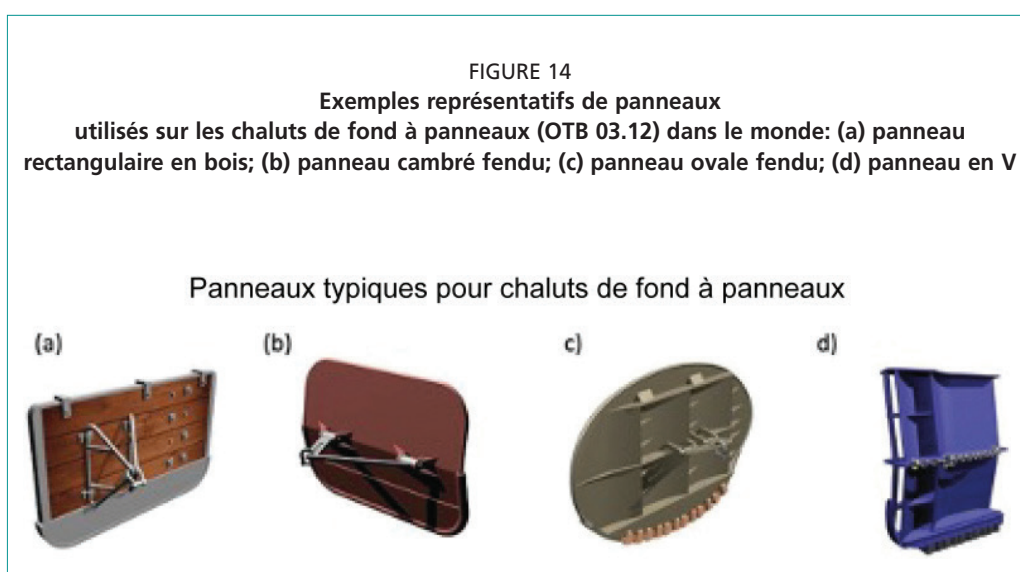 FIGURE 14
Exemples représentatifs de panneaux
utilisés sur les chaluts de fond à panneaux (OTB 03.12) dans le monde: (a) panneau
rectangulaire en bois; (b) panneau cambré fendu; (c) panneau ovale fendu; (d) panneau en V
Panneaux typiques pour chaluts de fond à panneaux
(a) (b) c) d)